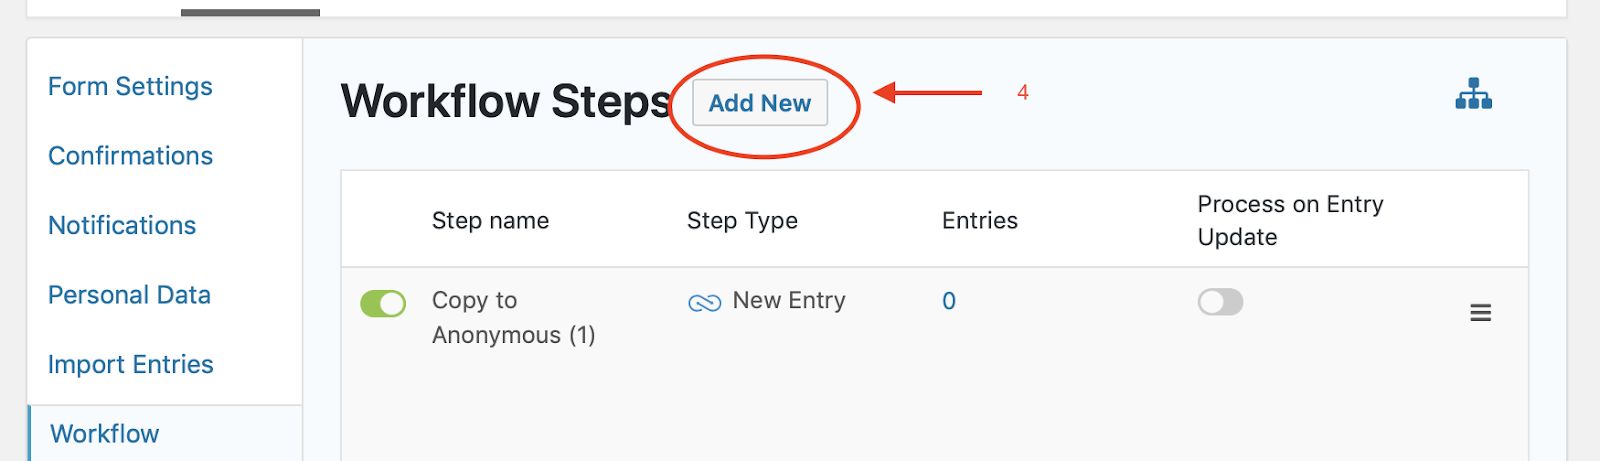 Form Settings
Confirmations
Notifications
Personal Data
Import Entries
Workflow
Workflow Steps
Add New
4
Step name
Step Type
Entries
Process on Entry
Update
Copy to
Anonymous (1)
New Entry
0